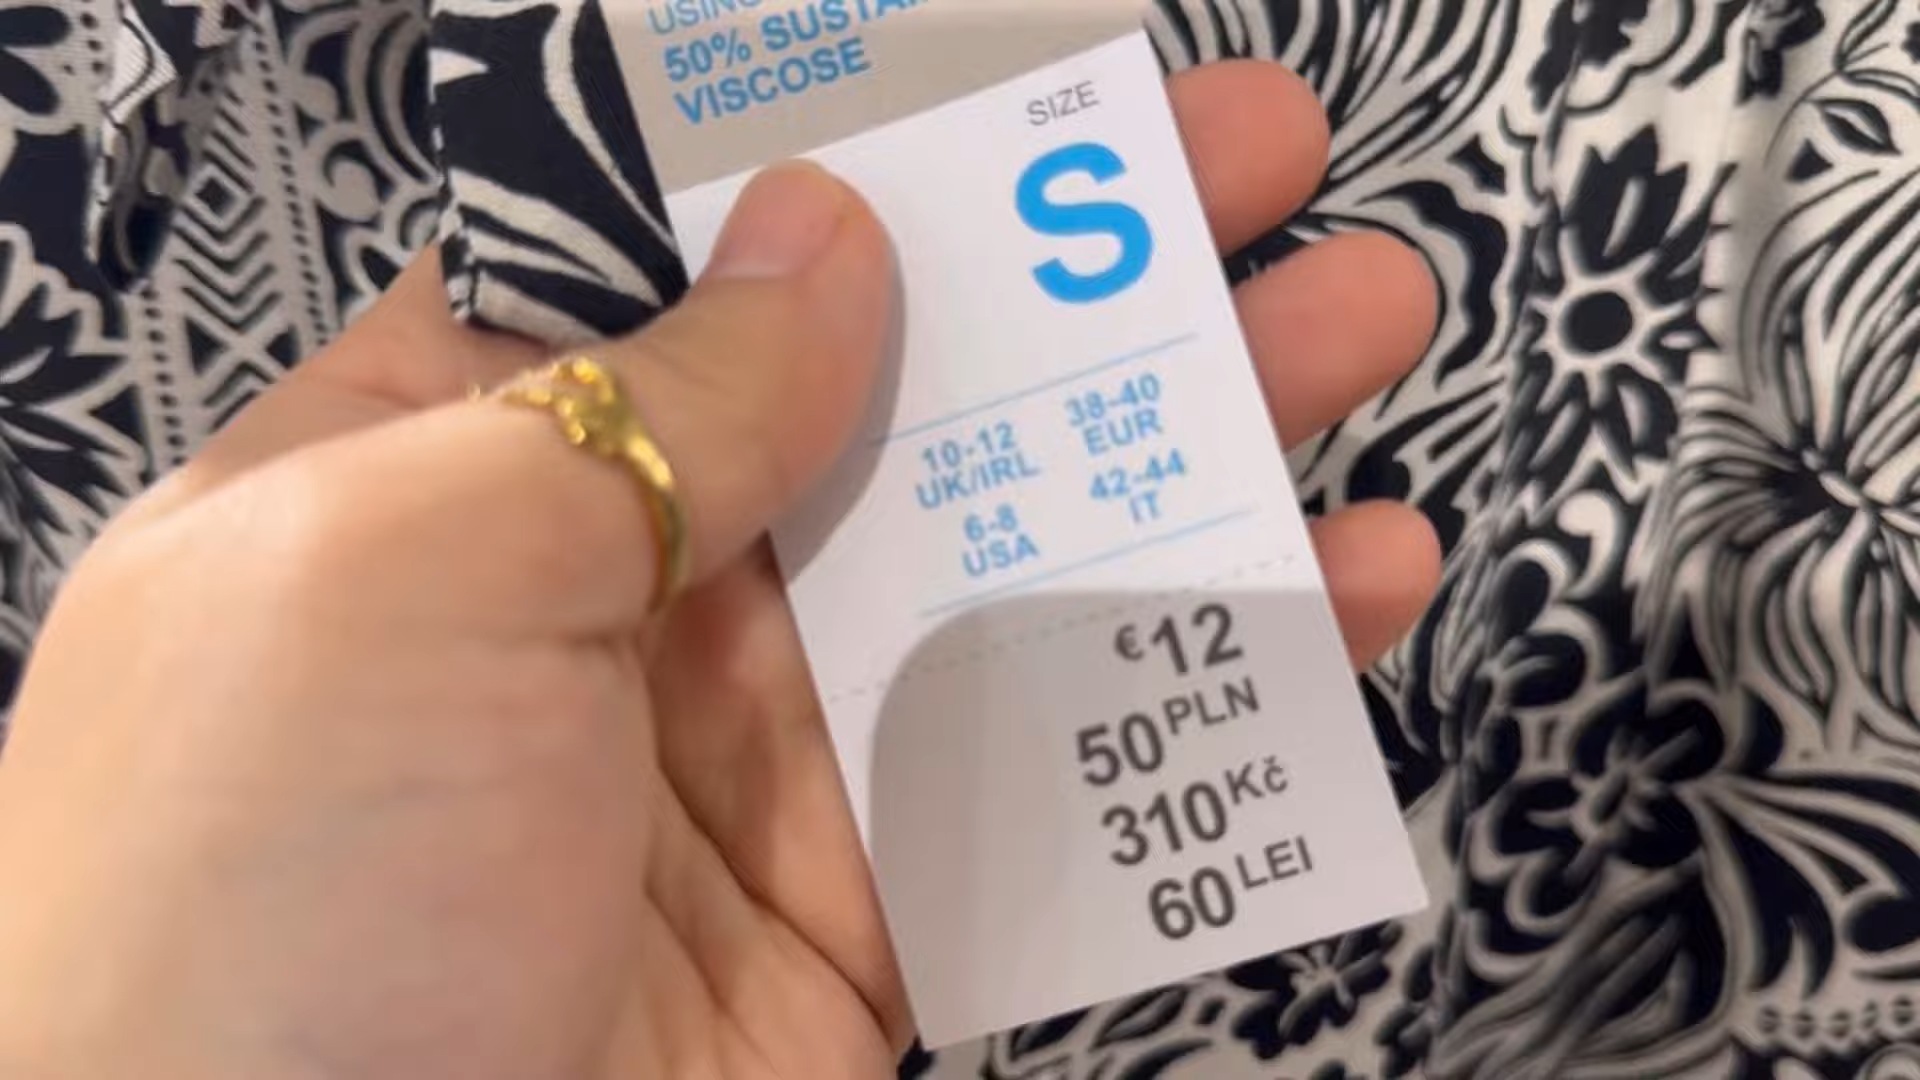 USING
50% SUSTAI
VISCOSE
SIZE
S
10-12
UK/IRL
38-40
EUR
6-8
USA
42-44
IT
€12
50 PLN
310 Kč
60 LEI